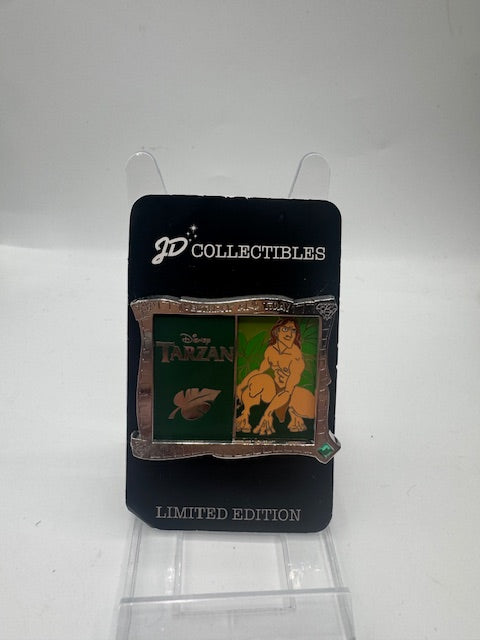 JD COLLECTIBLES
Disney
TARZAN
LIMITED EDITION